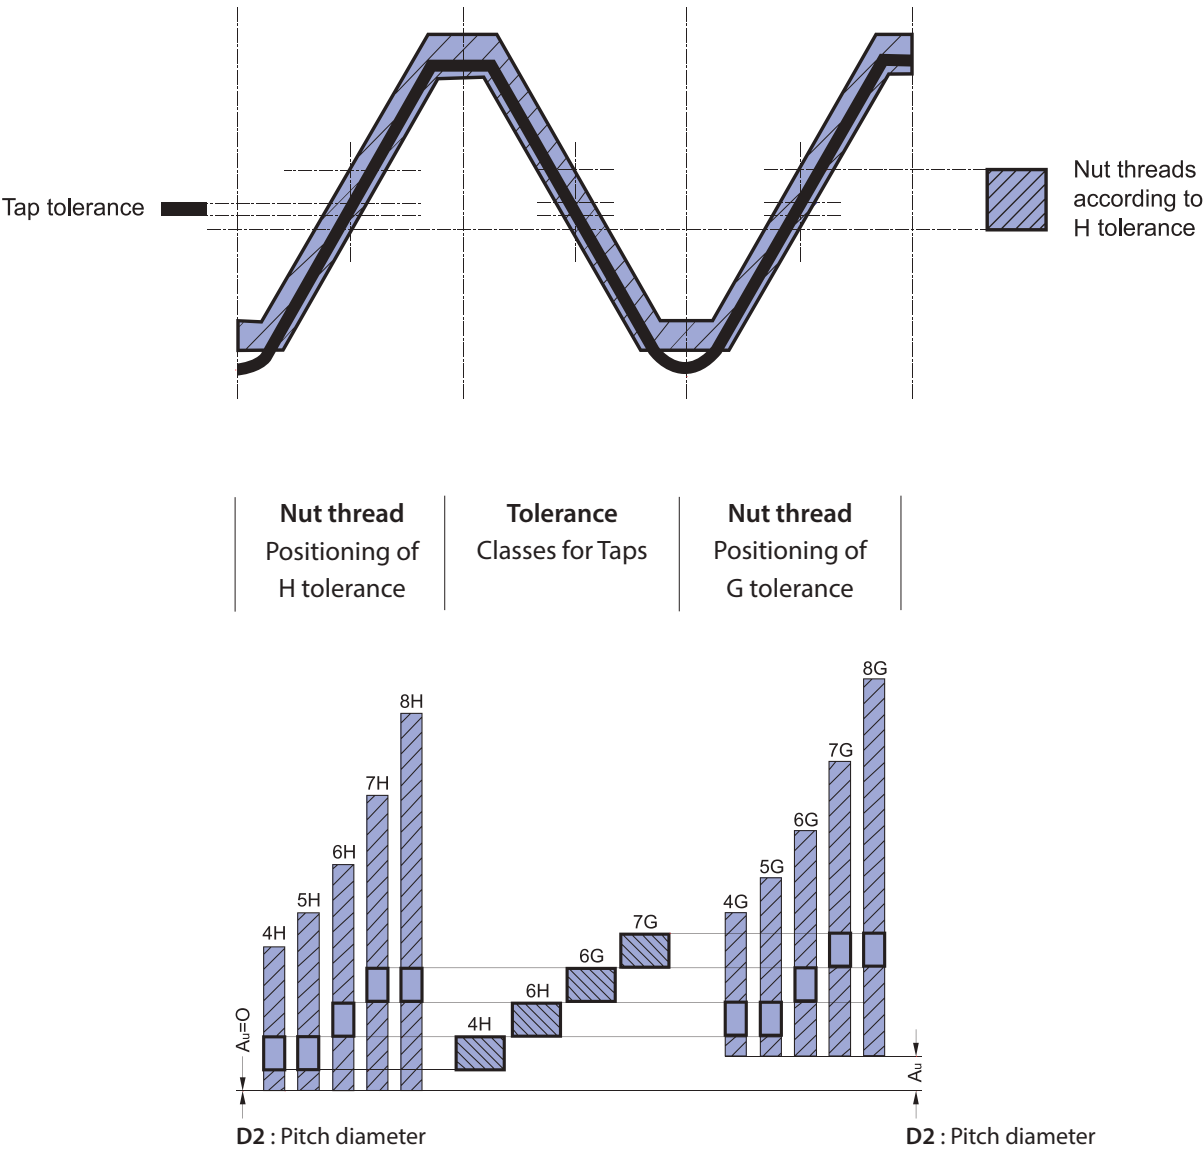 Tap tolerance
Nut threads
according to
H tolerance
Nut thread
Positioning of
H tolerance
Tolerance
Classes for Taps
Nut thread
Positioning of
G tolerance
8H
7H
6H
5H
4H
7G
6G
6H
4H
8G
7G
6G
5G
4G
Au=O
Au
D2 : Pitch diameter
D2 : Pitch diameter